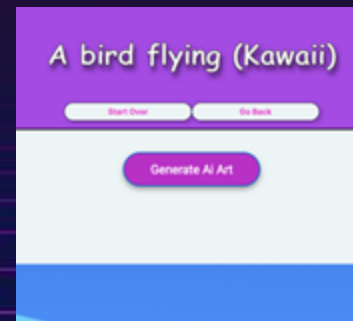 A bird flying (Kawaii)
Start Over Go Back
Generate Ai Art